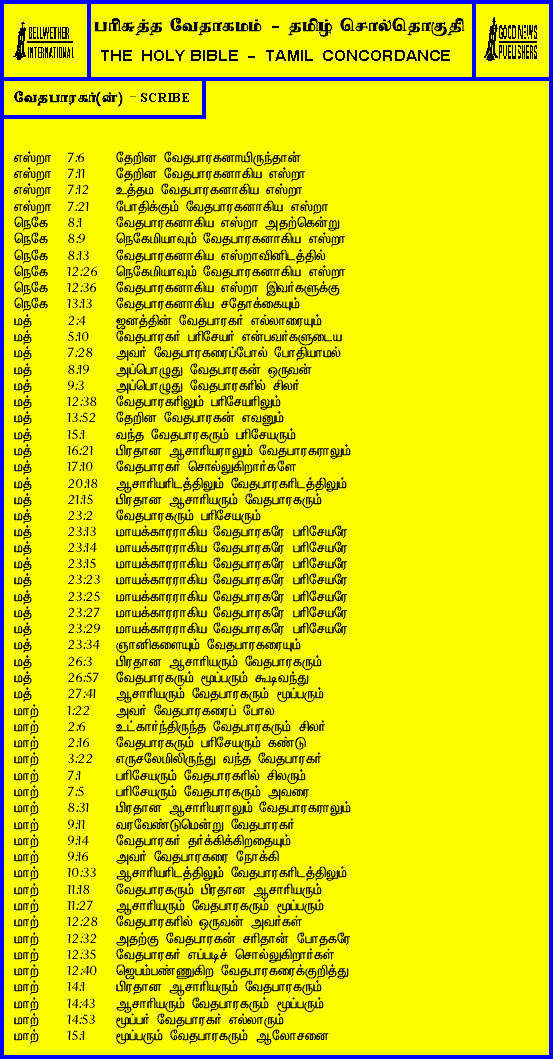 BELLWETHER INTERNATIONAL
பரிசுத்த வேதாகமம் - தமிழ் சொல்தொகுதி
THE HOLY BIBLE - TAMIL CONCORDANCE
GOOD NEWS PUBLISHERS
வேதபாரகர்(ன்) - SCRIBE
எஸ்றா 7:6 தேறின வேதபாரகனாயிருந்தான்
எஸ்றா 7:11 தேறின வேதபாரகனாகிய எஸ்றா
எஸ்றா 7:12 உத்தம வேதபாரகனாகிய எஸ்றா
எஸ்றா 7:21 போதிக்கும் வேதபாரகனாகிய எஸ்றா
நெகே 8:1 வேதபாரகனாகிய எஸ்றா அதற்கென்று
நெகே 8:9 நெகேமியாவும் வேதபாரகனாகிய எஸ்றா
நெகே 8:13 வேதபாரகனாகிய எஸ்றாவினிடத்தில்
நெகே 12:26 நெகேமியாவும் வேதபாரகனாகிய எஸ்றா
நெகே 12:36 வேதபாரகனாகிய எஸ்றா இவர்களுக்கு
நெகே 13:13 வேதபாரகனாகிய சதோக்கையும்
மத் 2:4 ஜனத்தின் வேதபாரகர் எல்லாரையும்
மத் 5:10 வேதபாரகர் பரிசேயர் என்பவர்களுடைய
மத் 7:28 அவர் வேதபாரகரைப்போல் போதியாமல்
மத் 8:19 அப்பொழுது வேதபாரகன் ஒருவன்
மத் 9:3 அப்பொழுது வேதபாரகரில் சிலர்
மத் 12:38 வேதபாரகரிலும் பரிசேயரிலும்
மத் 13:52 தேறின வேதபாரகன் எவனும்
மத் 15:1 வந்த வேதபாரகரும் பரிசேயரும்
மத் 16:21 பிரதான ஆசாரியராலும் வேதபாரகராலும்
மத் 17:10 வேதபாரகர் சொல்லுகிறார்களே
மத் 20:18 ஆசாரியரிடத்திலும் வேதபாரகரிடத்திலும்
மத் 21:15 பிரதான ஆசாரியரும் வேதபாரகரும்
மத் 23:2 வேதபாரகரும் பரிசேயரும்
மத் 23:13 மாயக்காரராகிய வேதபாரகரே பரிசேயரே
மத் 23:14 மாயக்காரராகிய வேதபாரகரே பரிசேயரே
மத் 23:15 மாயக்காரராகிய வேதபாரகரே பரிசேயரே
மத் 23:23 மாயக்காரராகிய வேதபாரகரே பரிசேயரே
மத் 23:25 மாயக்காரராகிய வேதபாரகரே பரிசேயரே
மத் 23:27 மாயக்காரராகிய வேதபாரகரே பரிசேயரே
மத் 23:29 மாயக்காரராகிய வேதபாரகரே பரிசேயரே
மத் 23:34 ஞானிகளையும் வேதபாரகரையும்
மத் 26:3 பிரதான ஆசாரியரும் வேதபாரகரும்
மத் 26:57 வேதபாரகரும் மூப்பரும் கூடிவந்து
மத் 27:41 ஆசாரியரும் வேதபாரகரும் மூப்பரும்
மாற் 1:22 அவர் வேதபாரகரைப் போல
மாற் 2:6 உட்கார்ந்திருந்த வேதபாரகரும் சிலர்
மாற் 2:16 வேதபாரகரும் பரிசேயரும் கண்டு
மாற் 3:22 எருசலேமிலிருந்து வந்த வேதபாரகர்
மாற் 7:1 பரிசேயரும் வேதபாரகரில் சிலரும்
மாற் 7:5 பரிசேயரும் வேதபாரகரும் அவரை
மாற் 8:31 பிரதான ஆசாரியராலும் வேதபாரகராலும்
மாற் 9:11 வரவேண்டுமென்று வேதபாரகர்
மாற் 9:14 வேதபாரகர் தர்க்கிக்கிறதையும்
மாற் 9:16 அவர் வேதபாரகரை நோக்கி
மாற் 10:33 ஆசாரியரிடத்திலும் வேதபாரகரிடத்திலும்
மாற் 11:18 வேதபாரகரும் பிரதான ஆசாரியரும்
மாற் 11:27 ஆசாரியரும் வேதபாரகரும் மூப்பரும்
மாற் 12:28 வேதபாரகரில் ஒருவன் அவர்கள்
மாற் 12:32 அதற்கு வேதபாரகன் சரிதான் போதகரே
மாற் 12:35 வேதபாரகர் எப்படிச் சொல்லுகிறார்கள்
மாற் 12:40 ஜெபம்பண்ணுகிற வேதபாரகரைக்குறித்து
மாற் 14:1 பிரதான ஆசாரியரும் வேதபாரகரும்
மாற் 14:43 ஆசாரியரும் வேதபாரகரும் மூப்பரும்
மாற் 14:53 மூப்பர் வேதபாரகர் எல்லாரும்
மாற் 15:1 மூப்பரும் வேதபாரகரும் ஆலோசனை